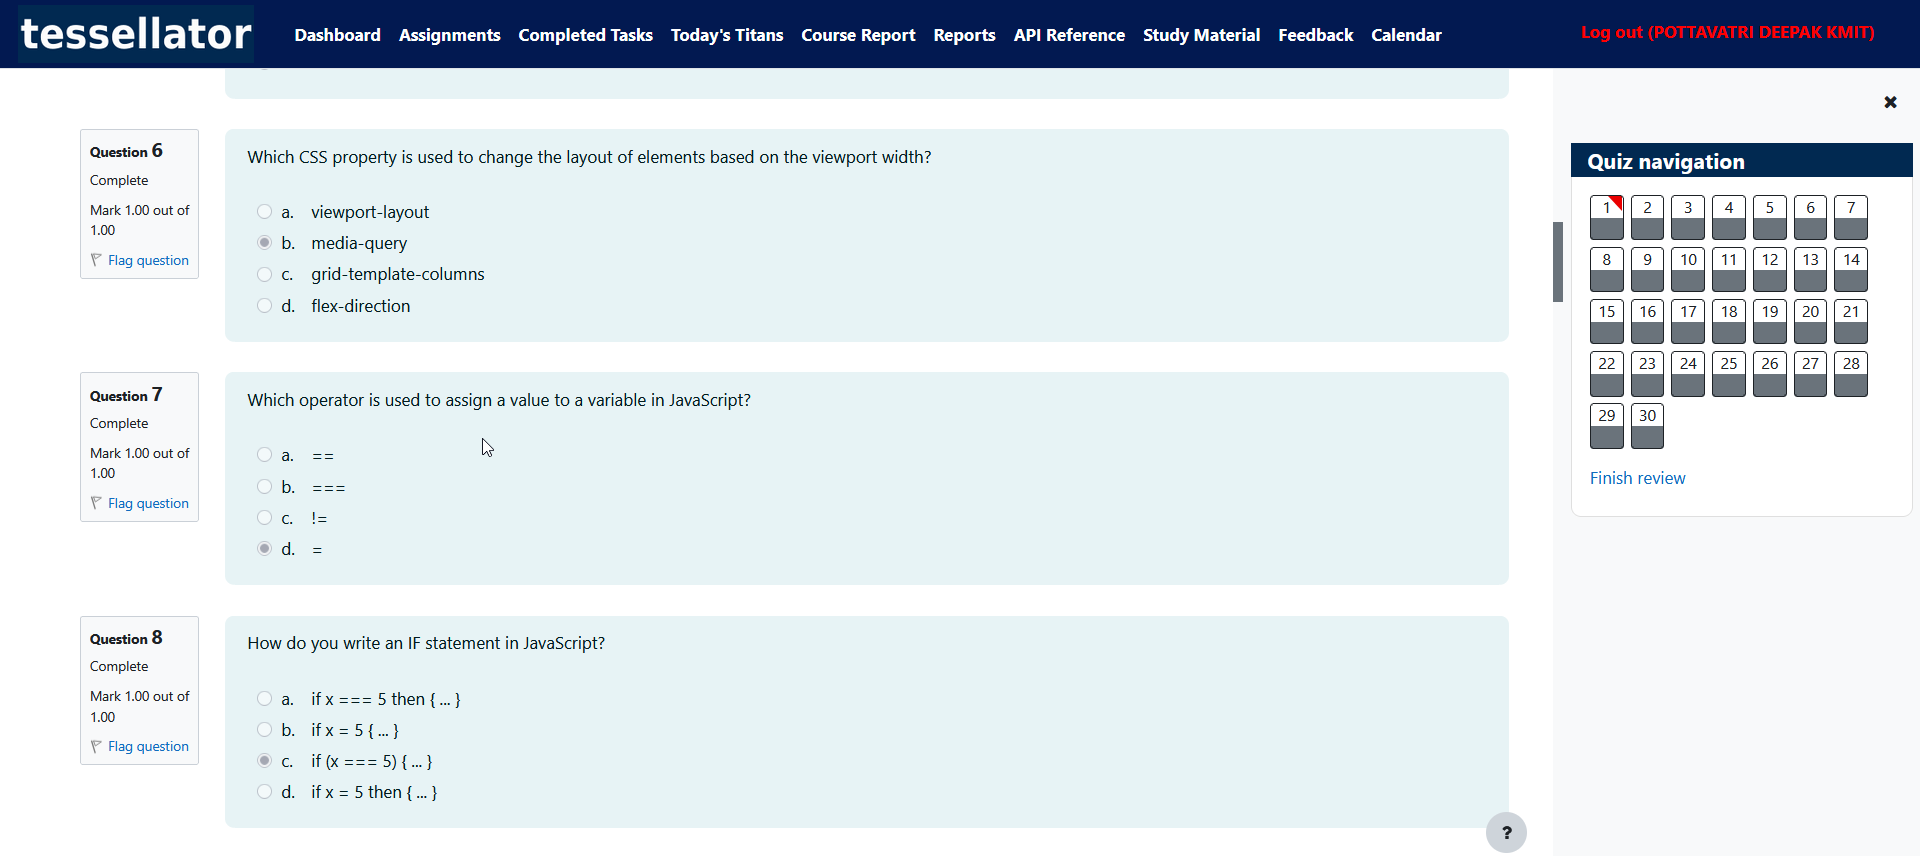 tessellator
Dashboard Assignments Completed Tasks Today's Titans Course Report Reports API Reference Study Material Feedback Calendar
Log out (POTTAVATRI DEEPAK KMIT)
Question 6
Complete
Mark 1.00 out of
1.00
Flag question
Which CSS property is used to change the layout of elements based on the viewport width?
a. viewport-layout
b. media-query
c. grid-template-columns
d. flex-direction
Question 7
Complete
Mark 1.00 out of
1.00
Flag question
Which operator is used to assign a value to a variable in JavaScript?
a. ==
b. ===
c. !=
d. =
Question 8
Complete
Mark 1.00 out of
1.00
Flag question
How do you write an IF statement in JavaScript?
a. if x === 5 then { ... }
b. if x = 5 { ... }
c. if (x === 5) { ... }
d. if x = 5 then { ... }
?
Quiz navigation
1 2 3 4 5 6 7
8 9 10 11 12 13 14
15 16 17 18 19 20 21
22 23 24 25 26 27 28
29 30
Finish review